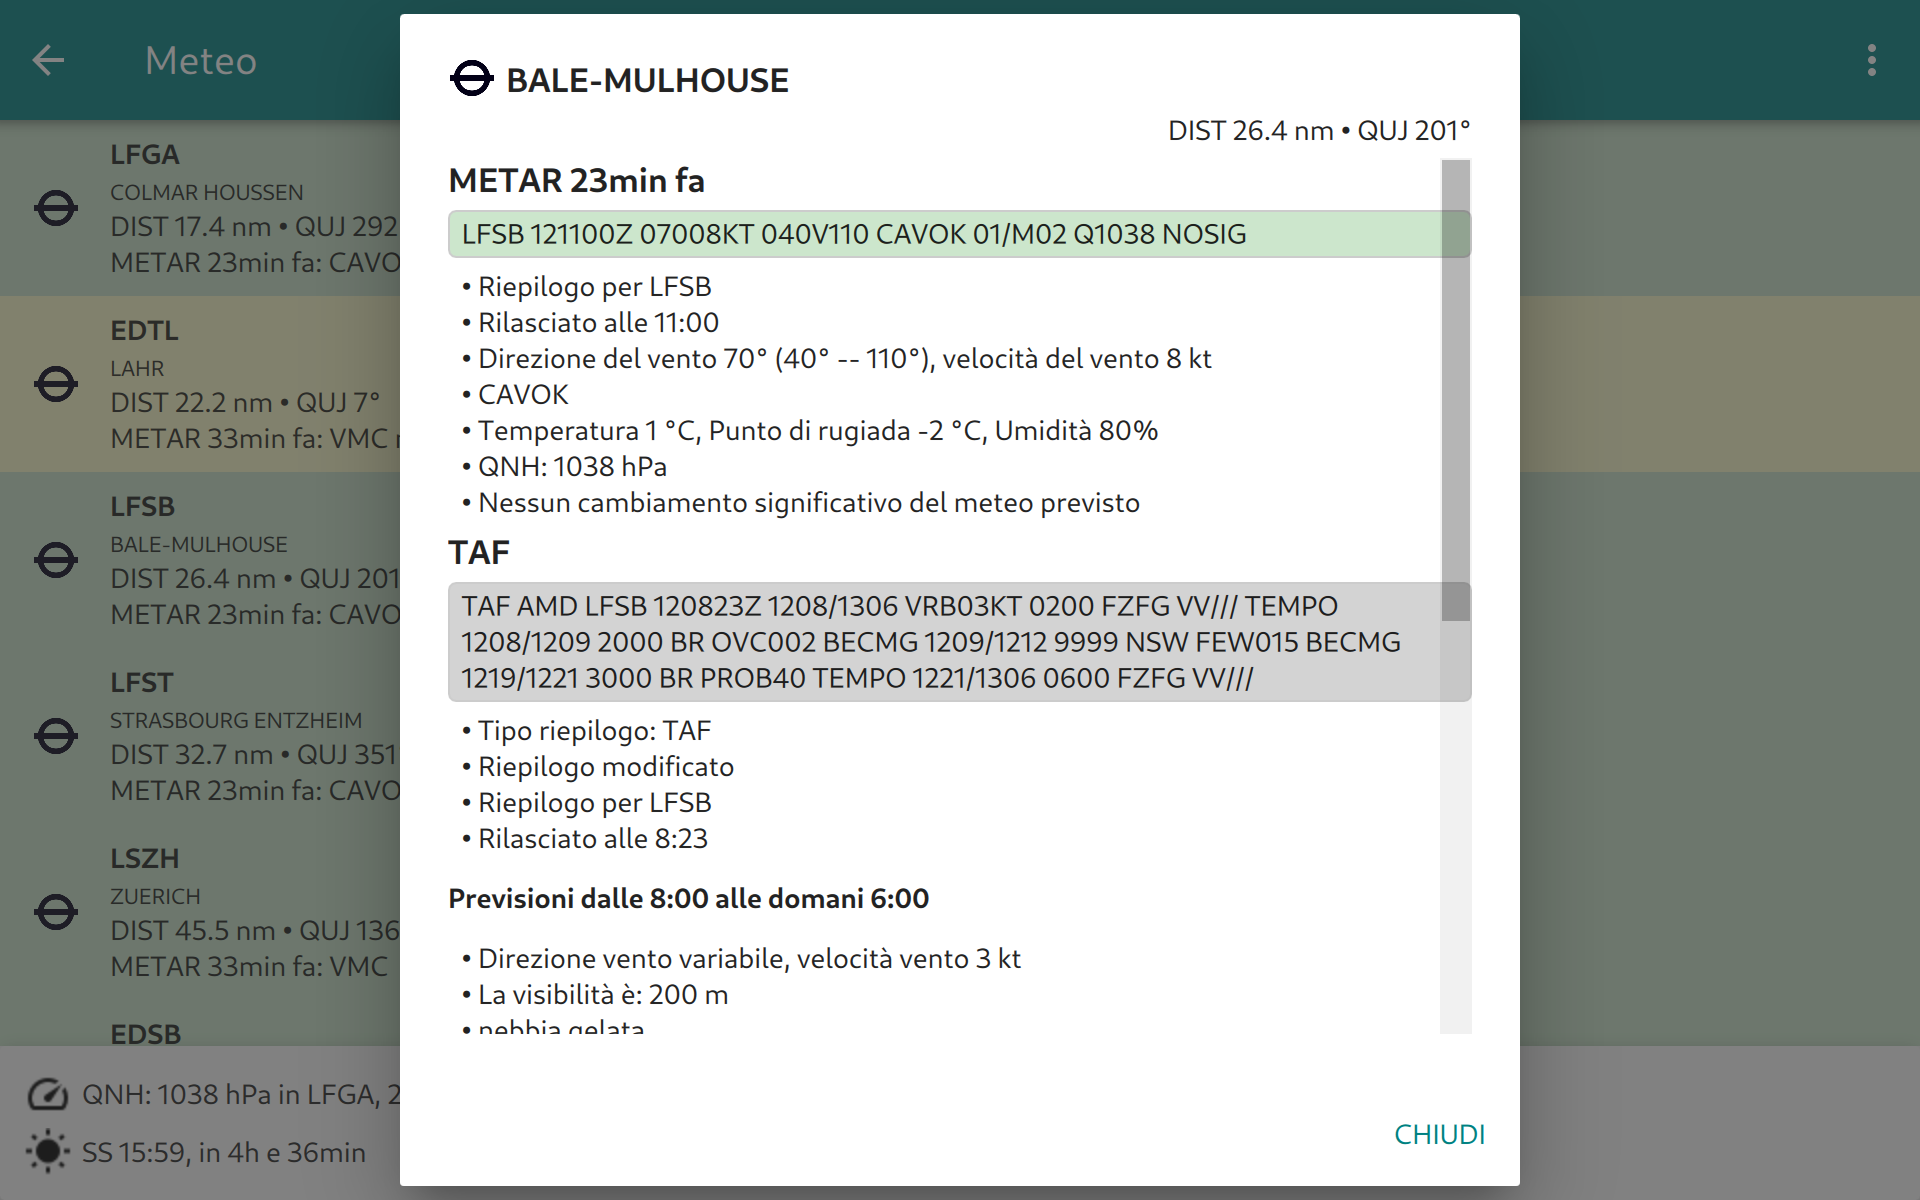 Meteo
LFGA
COLMAR HOUSSEN
DIST 17.4 nm • QUJ 292
METAR 23min fa: CAVO
EDTL
LAHR
DIST 22.2 nm • QUJ 7°
METAR 33min fa: VMC
LFSB
BALE-MULHOUSE
DIST 26.4 nm • QUJ 201
METAR 23min fa: CAVO
LFST
STRASBOURG ENTZHEIM
DIST 32.7 nm • QUJ 351
METAR 23min fa: CAVO
LSZH
ZUERICH
DIST 45.5 nm • QUJ 136
METAR 33min fa: VMC
EDSB
QNH: 1038 hPa in LFGA, 2
SS 15:59, in 4h e 36min
BALE-MULHOUSE
DIST 26.4 nm • QUJ 201°
METAR 23min fa
LFSB 121100Z 07008KT 040V110 CAVOK 01/M02 Q1038 NOSIG
• Riepilogo per LFSB
• Rilasciato alle 11:00
• Direzione del vento 70° (40° -- 110°), velocità del vento 8 kt
• CAVOK
• Temperatura 1 °C, Punto di rugiada -2 °C, Umidità 80%
• QNH: 1038 hPa
• Nessun cambiamento significativo del meteo previsto
TAF
TAF AMD LFSB 120823Z 1208/1306 VRB03KT 0200 FZFG VV/// TEMPO
1208/1209 2000 BR OVC002 BECMG 1209/1212 9999 NSW FEW015 BECMG
1219/1221 3000 BR PROB40 TEMPO 1221/1306 0600 FZFG VV///
• Tipo riepilogo: TAF
• Riepilogo modificato
• Riepilogo per LFSB
• Rilasciato alle 8:23
Previsioni dalle 8:00 alle domani 6:00
• Direzione vento variabile, velocità vento 3 kt
• La visibilità è: 200 m
• nebbia gelata
CHIUDI